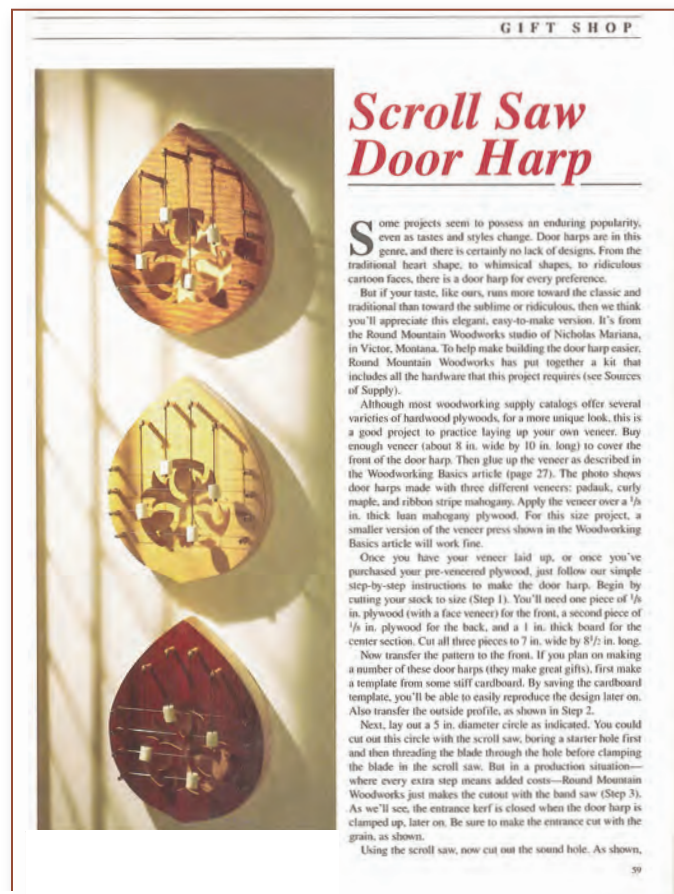 GIFT SHOP
Scroll Saw
Door Harp
Some projects seem to possess an enduring popularity,
even as tastes and styles change. Door harps are in this
genre, and there is certainly no lack of designs. From the
traditional heart shape, to whimsical shapes, to ridiculous
cartoon faces, there is a door harp for every preference.
But if your taste, like ours, runs more toward the classic and
traditional than toward the sublime or ridiculous, then we think
you'll appreciate this elegant, easy-to-make version. It's from
the Round Mountain Woodworks studio of Nicholas Mariana,
in Victor, Montana. To help make building the door harp easier,
Round Mountain Woodworks has put together a kit that
includes all the hardware that this project requires (see Sources
of Supply).
Although most woodworking supply catalogs offer several
varieties of hardwood plywoods, for a more unique look, this is
a good project to practice laying up your own veneer. Buy
enough veneer (about 8 in. wide by 10 in. long) to cover the
front of the door harp. Then glue up the veneer as described in
the Woodworking Basics article (page 27). The photo shows
door harps made with three different veneers: padauk, curly
maple, and ribbon stripe mahogany. Apply the veneer over a 1/8
in. thick luan mahogany plywood. For this size project, a
smaller version of the veneer press shown in the Woodworking
Basics article will work fine.
Once you have your veneer laid up, or once you've
purchased your pre-veneered plywood, just follow our simple
step-by-step instructions to make the door harp. Begin by
cutting your stock to size (Step 1). You'll need one piece of 1/8
in. plywood (with a face veneer) for the front, a second piece of
1/8 in. plywood for the back, and a 1 in. thick board for the
center section. Cut all three pieces to 7 in. wide by 8 1/2 in. long.
Now transfer the pattern to the front. If you plan on making
a number of these door harps (they make great gifts), first make
a template from some stiff cardboard. By saving the cardboard
template, you'll be able to easily reproduce the design later on.
Also transfer the outside profile, as shown in Step 2.
Next, lay out a 5 in. diameter circle as indicated. You could
cut out this circle with the scroll saw, boring a starter hole first
and then threading the blade through the hole before clamping
the blade in the scroll saw. But in a production situation—
where every extra step means added costs—Round Mountain
Woodworks just makes the cutout with the band saw (Step 3).
As we'll see, the entrance kerf is closed when the door harp is
clamped up, later on. Be sure to make the entrance cut with the
grain, as shown.
Using the scroll saw, now cut out the sound hole. As shown,
59